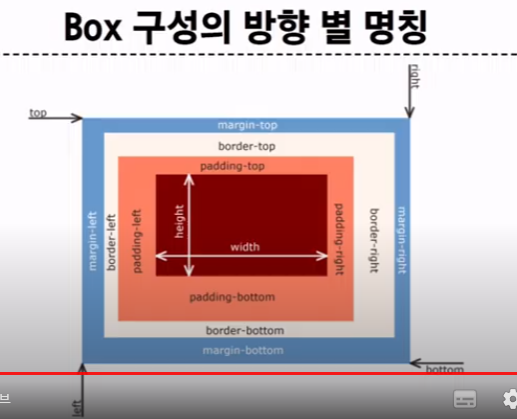 Box 구성의 방향 별 명칭
right
top
margin-top
border-top
padding-top
margin-left
border-left
padding-left
height
width
padding-right
border-right
margin-right
padding-bottom
border-bottom
margin-bottom
bottom
left
브